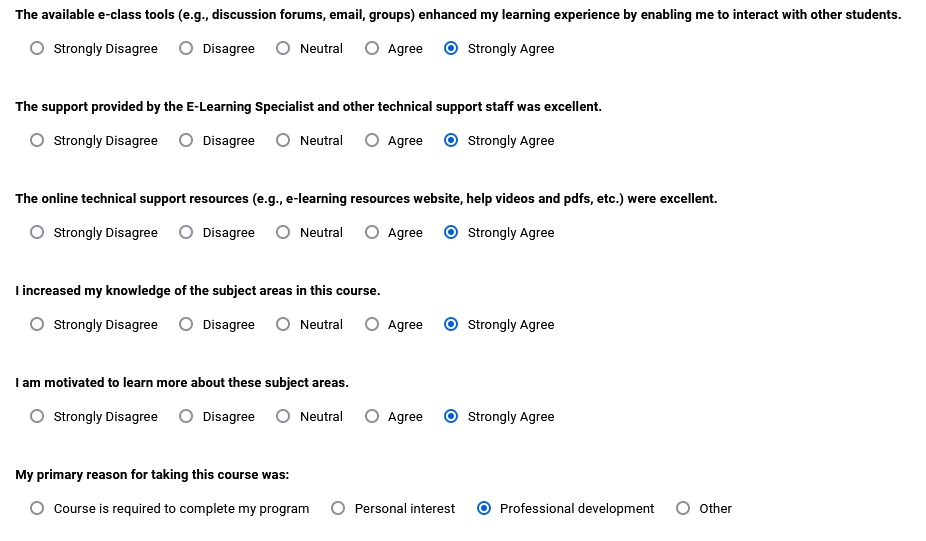 The available e-class tools (e.g., discussion forums, email, groups) enhanced my learning experience by enabling me to interact with other students.
Strongly Disagree Disagree Neutral Agree Strongly Agree
The support provided by the E-Learning Specialist and other technical support staff was excellent.
Strongly Disagree Disagree Neutral Agree Strongly Agree
The online technical support resources (e.g., e-learning resources website, help videos and pdfs, etc.) were excellent.
Strongly Disagree Disagree Neutral Agree Strongly Agree
I increased my knowledge of the subject areas in this course.
Strongly Disagree Disagree Neutral Agree Strongly Agree
I am motivated to learn more about these subject areas.
Strongly Disagree Disagree Neutral Agree Strongly Agree
My primary reason for taking this course was:
Course is required to complete my program Personal interest Professional development Other